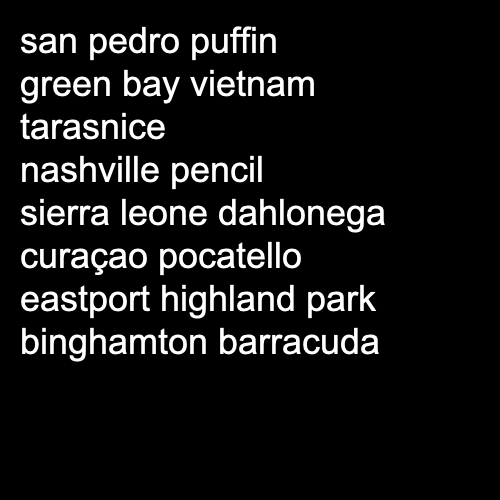 san pedro puffin
green bay vietnam
tarasnice
nashville pencil
sierra leone dahlonega
curaçao pocatello
eastport highland park
binghamton barracuda